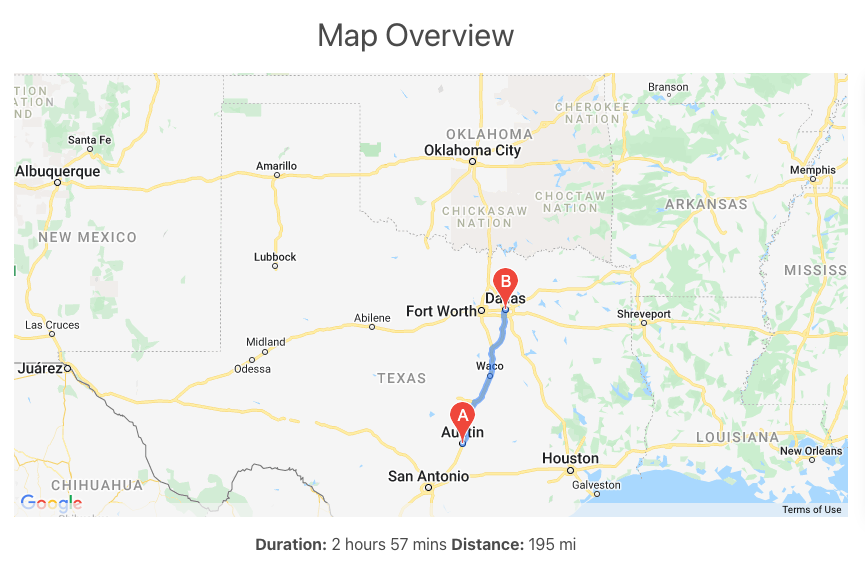 Map Overview
Branson
TION
ATION
ND
CHEROKEE
NATION
OKLAHOMA
Santa Fe
Oklahoma City
Albuquerque
Amarillo
Memphis
CHOCTAW
NATION
ARKANSAS
CHICKASAW
NATION
NEW MEXICO
Lubbock
MISSISS
B
Dallas
Fort Worth
Shreveport
Las Cruces
Abilene
Midland
Odessa
Waco
Juárez
TEXAS
A
Austin
LOUISIANA
New Orleans
Houston
San Antonio
CHIHUAHUA
Galveston
Google
Terms of Use
Duration: 2 hours 57 mins Distance: 195 mi